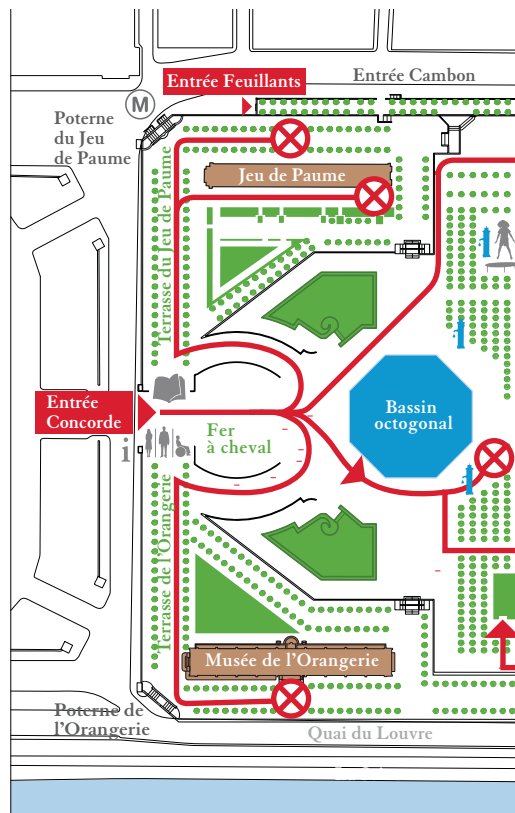 Entrée Feuillants
Entrée Cambon
M
Poterne
du Jeu
de Paume
Jeu de Paume
Terrasse du Jeu de Paume
Entrée
Concorde
Fer
à cheval
Bassin
octogonal
i
Terrasse de l'Orangerie
Musée de l'Orangerie
Poterne de
l'Orangerie
Quai du Louvre